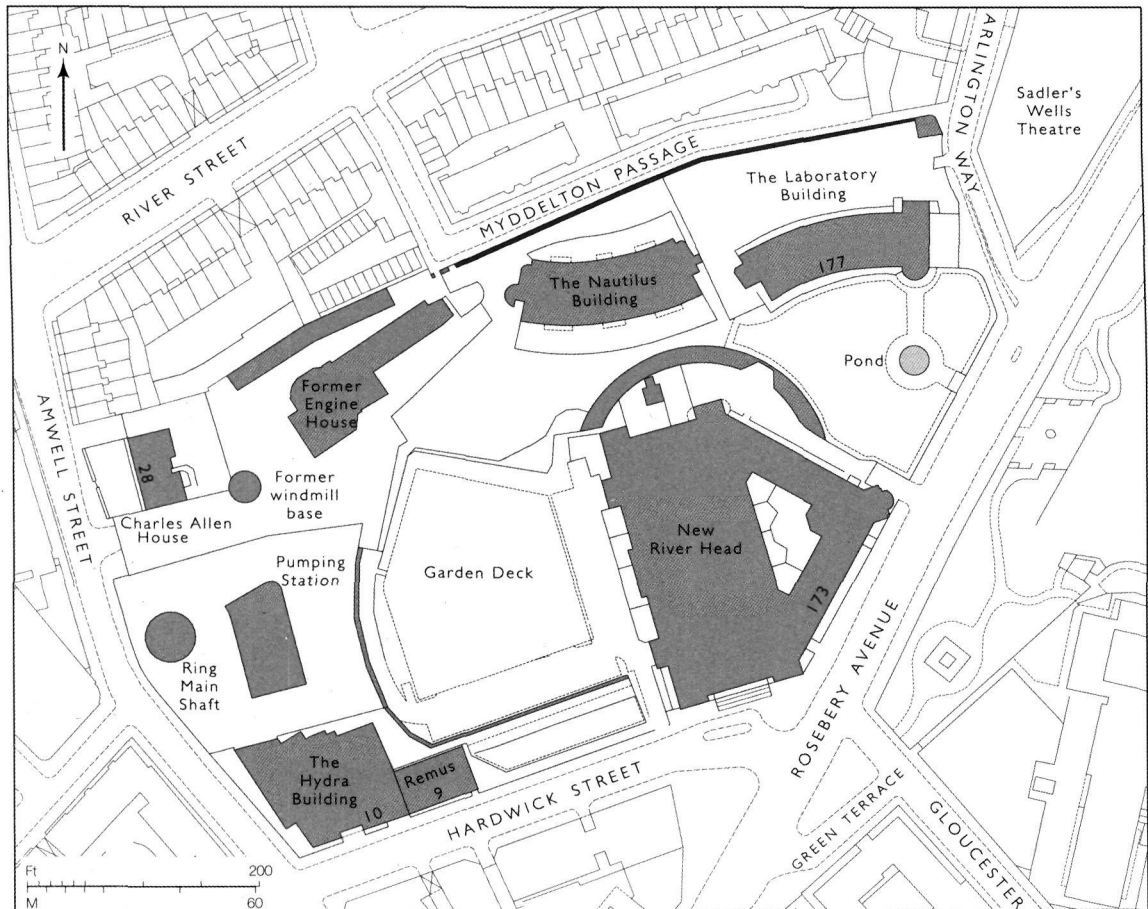 N
RIVER STREET
MYDDELTON PASSAGE
ARLINGTON WAY
Sadler's
Wells
Theatre
The Laboratory
Building
177
The Nautilus
Building
Pond
Former
Engine
House
AMWELL STREET
28
Charles Allen
House
Former
windmill
base
Pumping
Station
Garden Deck
New
River Head
173
Ring
Main
Shaft
The
Hydra
Building
10
Remus
9
HARDWICK STREET
ROSEBERY AVENUE
GREEN TERRACE
GLOUCESTER
Ft 200
M 60